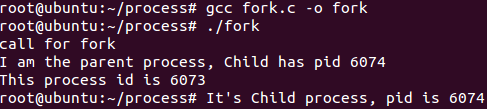 root@ubuntu:~/process# gcc fork.c -o fork
root@ubuntu:~/process# ./fork
call for fork
I am the parent process, Child has pid 6074
This process id is 6073
root@ubuntu:~/process# It's Child process, pid is 6074